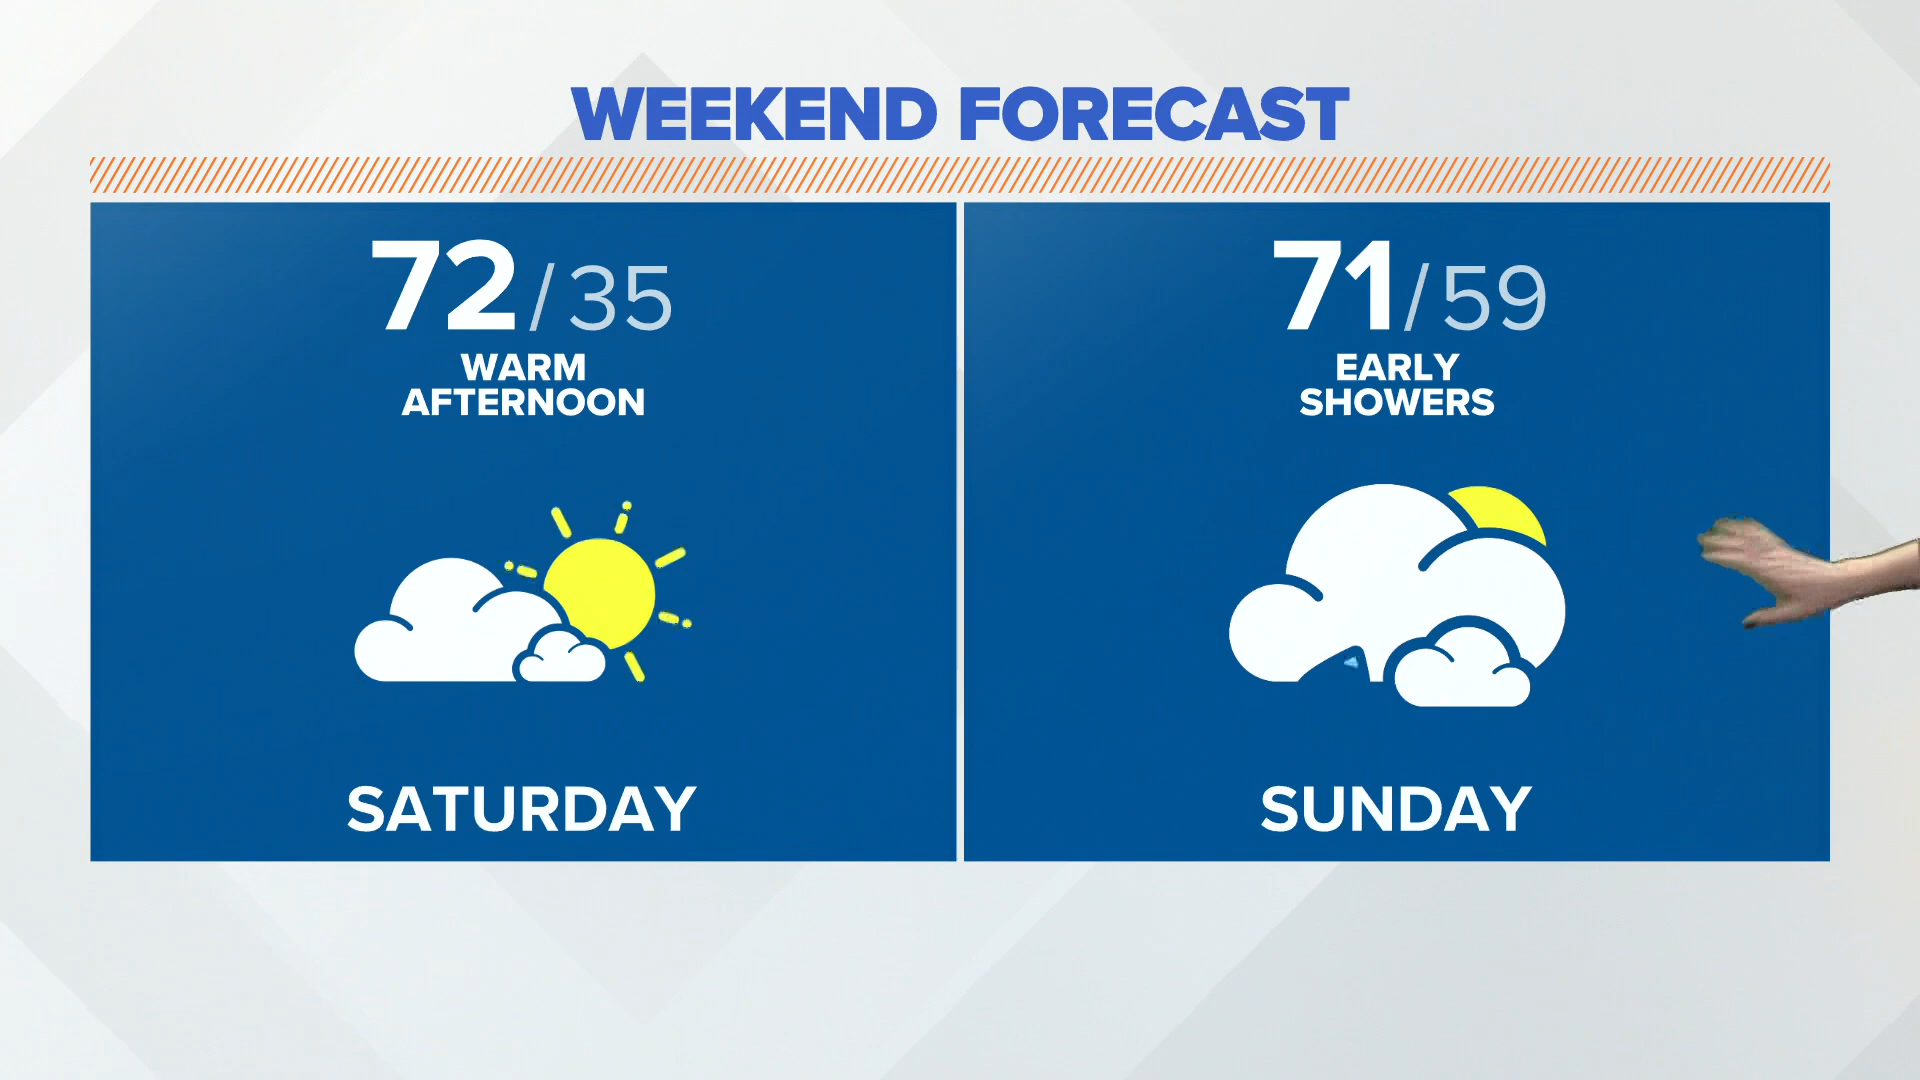 WEEKEND FORECAST
72/35
WARM
AFTERNOON
SATURDAY
71/59
EARLY
SHOWERS
SUNDAY